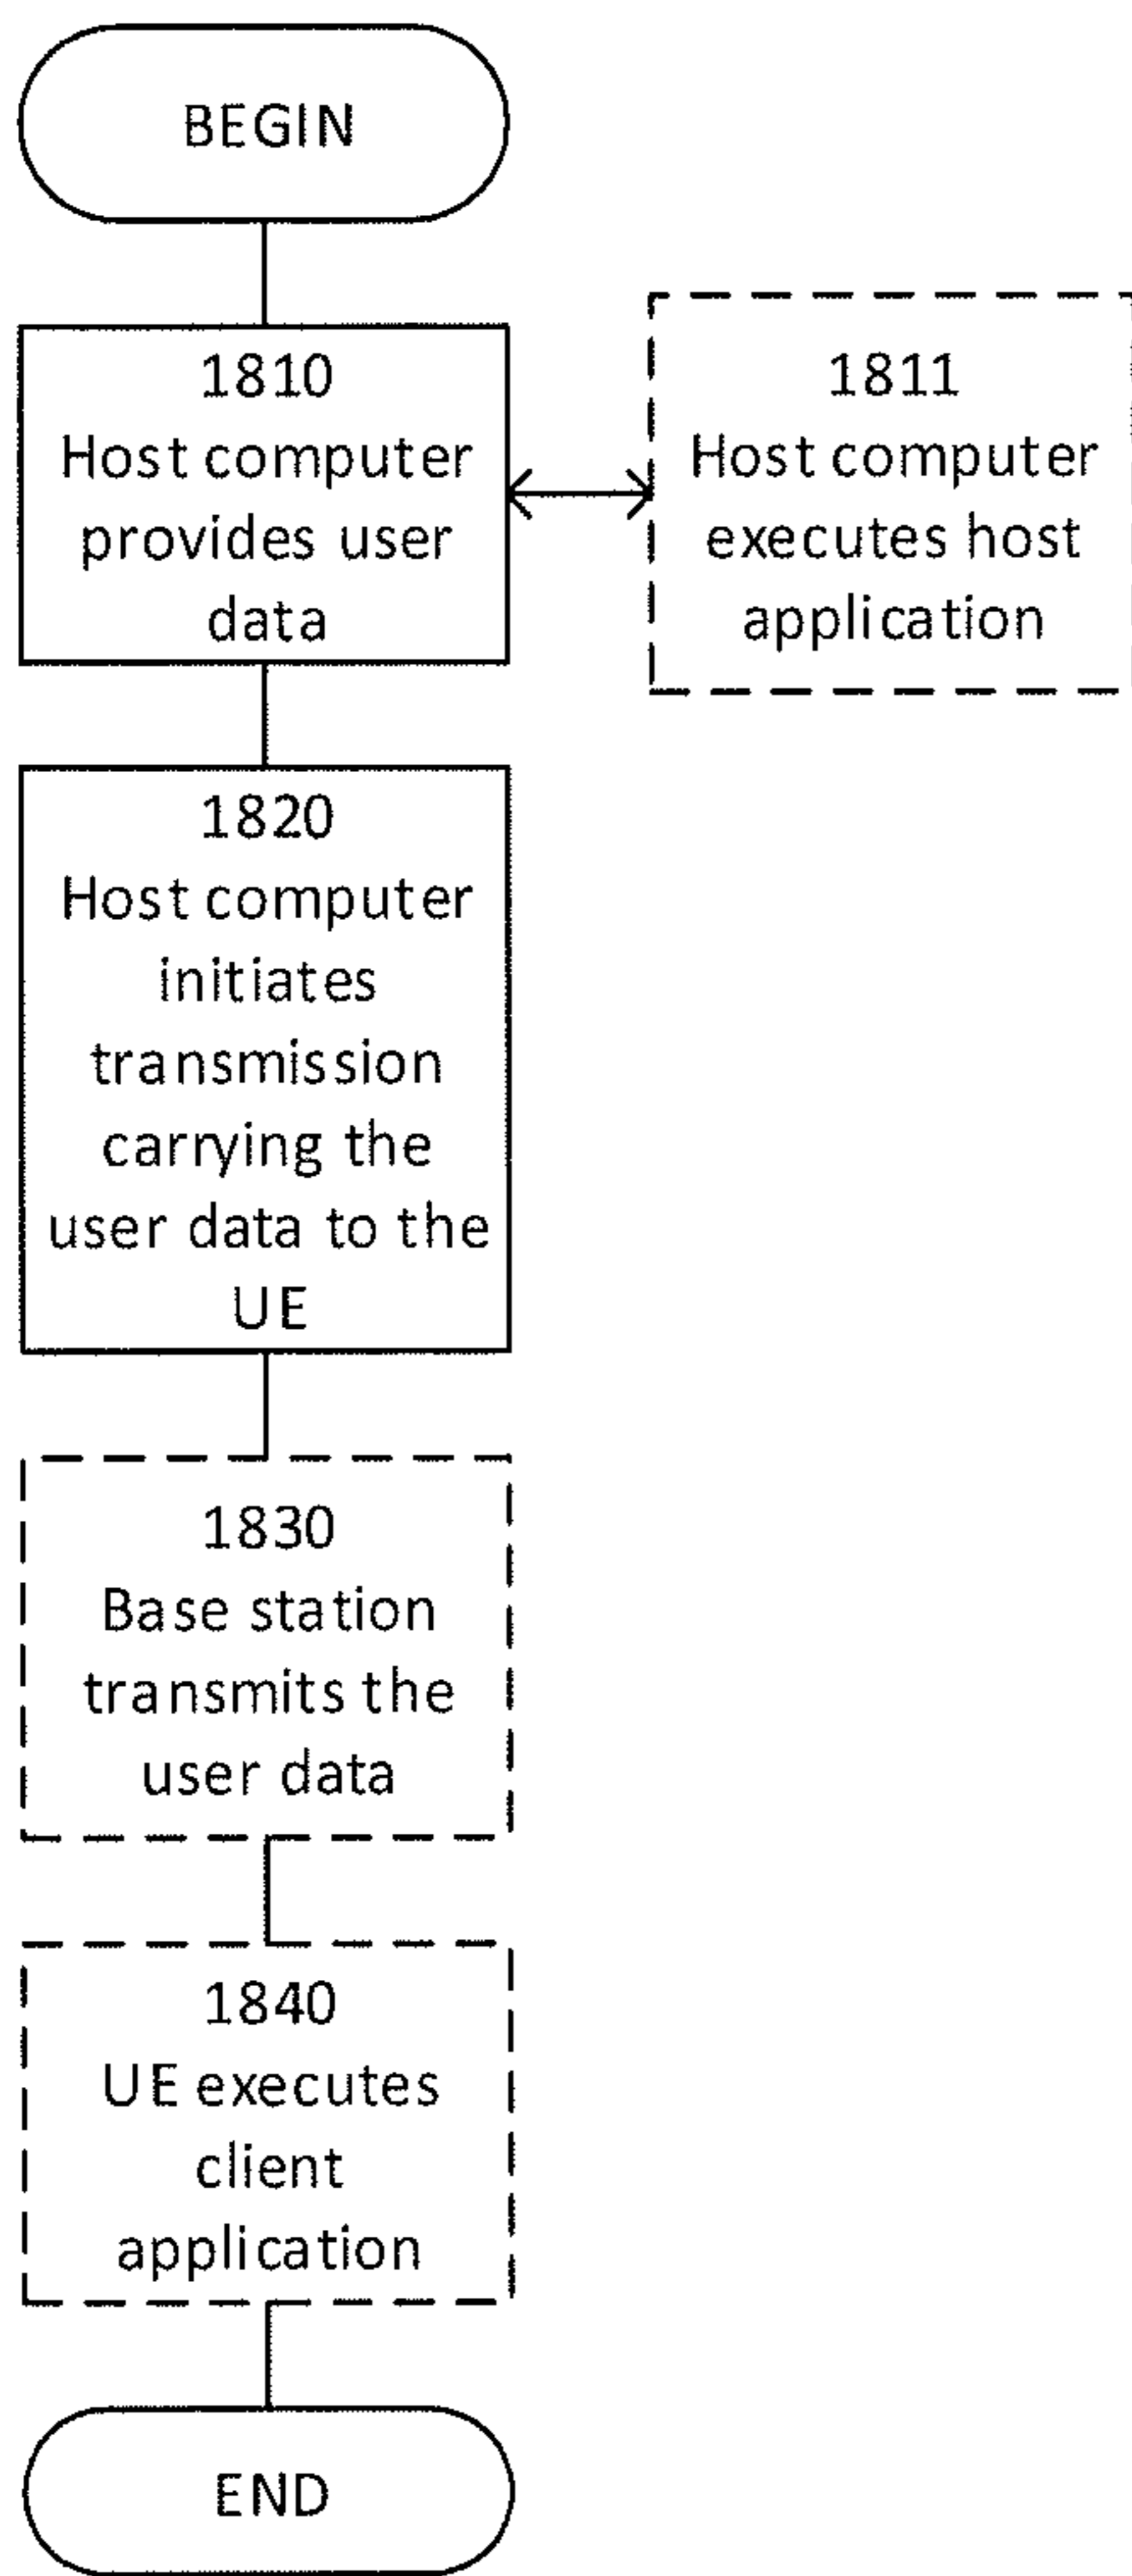 BEGIN
1810
Host computer
provides user
data
1811
Host computer
executes host
application
1820
Host computer
initiates
transmission
carrying the
user data to the
UE
1830
Base station
transmits the
user data
1840
UE executes
client
application
END